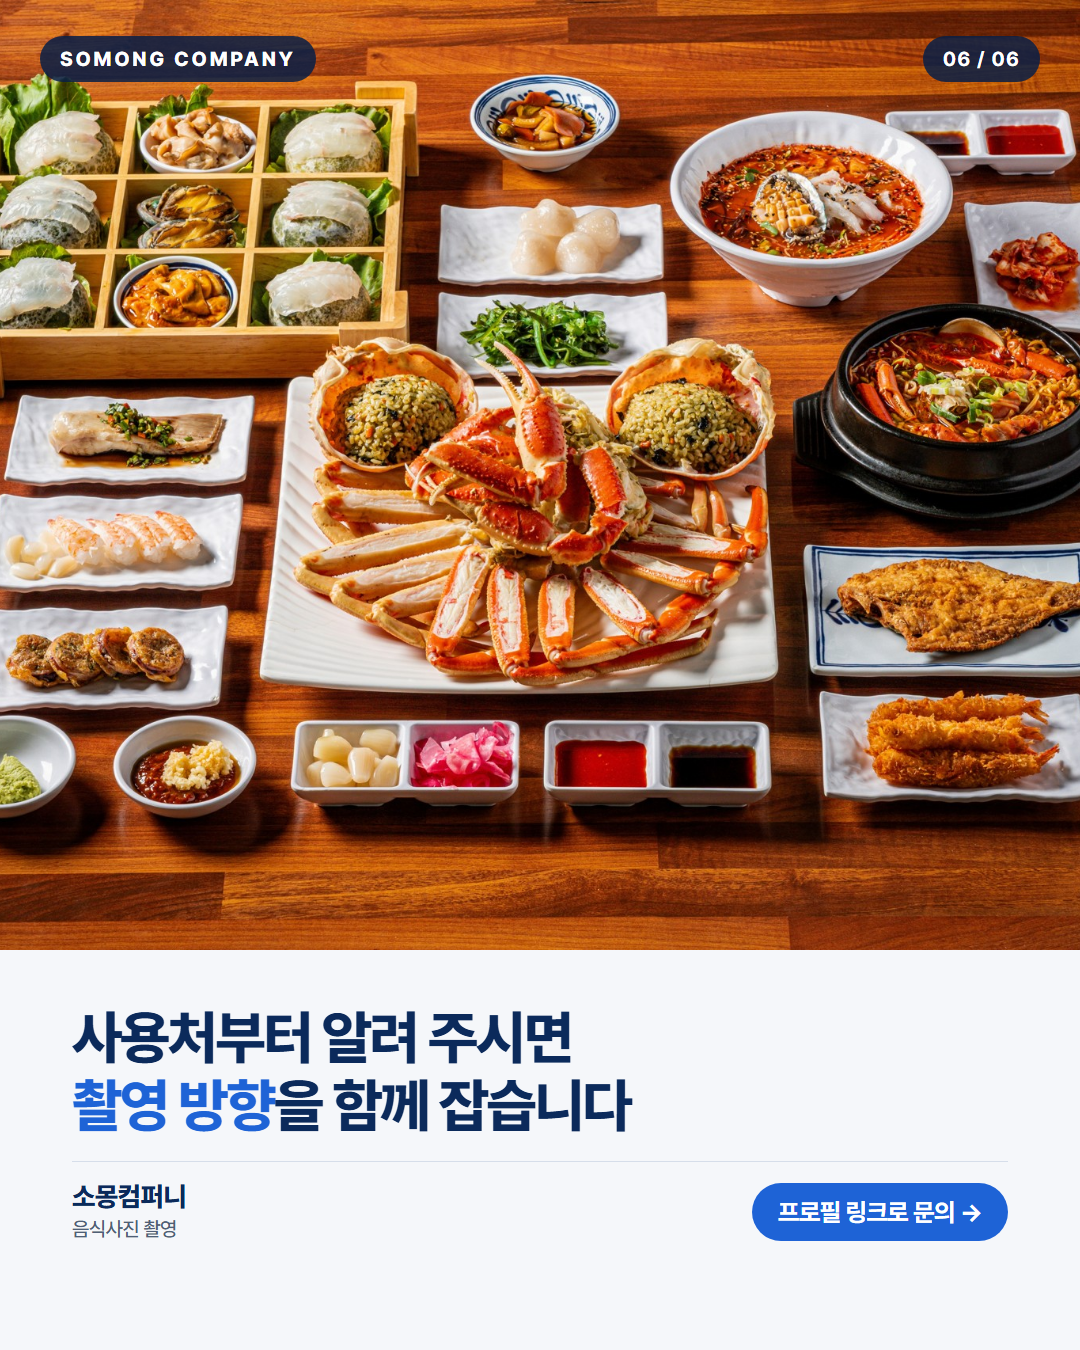 SOMONG COMPANY
06 / 06
사용처부터 알려 주시면
촬영 방향을 함께 잡습니다
소몽컴퍼니
음식사진 촬영
프로필 링크로 문의 →